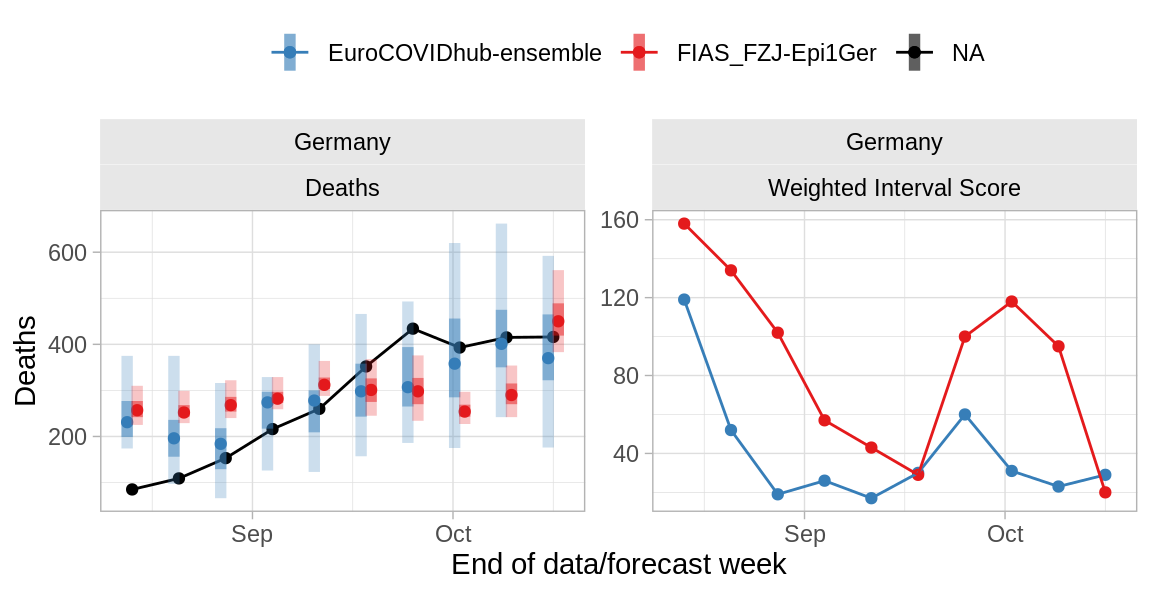 EuroCOVIDhub-ensemble FIAS_FZJ-Epi1Ger NA
Germany Germany
Deaths Weighted Interval Score
Deaths
600
400
200
160
120
80
40
Sep Oct Sep Oct
End of data/forecast week